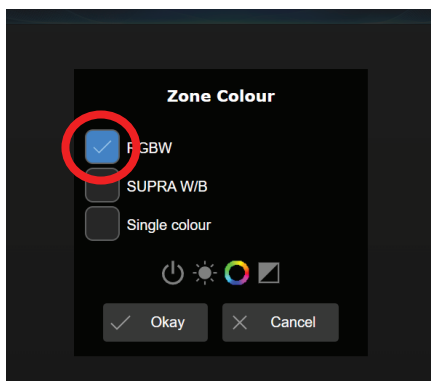 Zone Colour
RGBW
SUPRA W/B
Single colour
Okay
Cancel